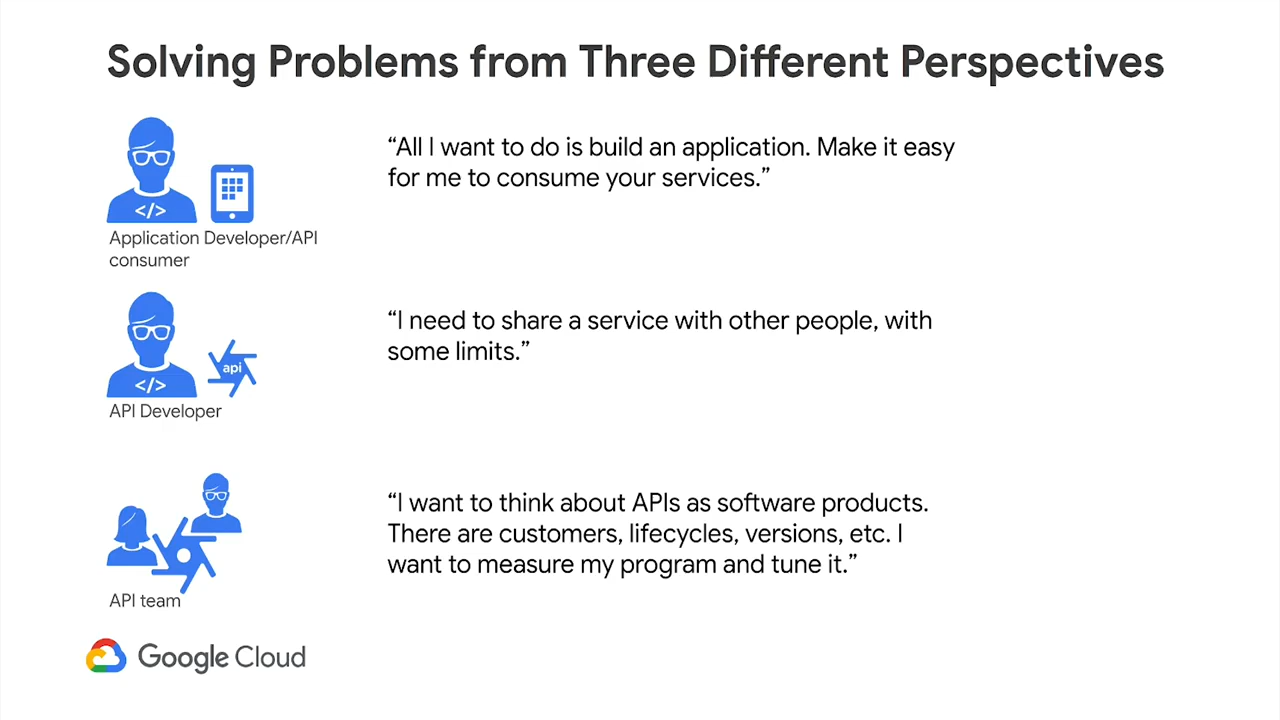 Solving Problems from Three Different Perspectives
“All I want to do is build an application. Make it easy
for me to consume your services.”
</>
Application Developer/API
consumer
“I need to share a service with other people, with
some limits.”
api
</>
API Developer
“I want to think about APIs as software products.
There are customers, lifecycles, versions, etc. I
want to measure my program and tune it.”
API team
Google Cloud